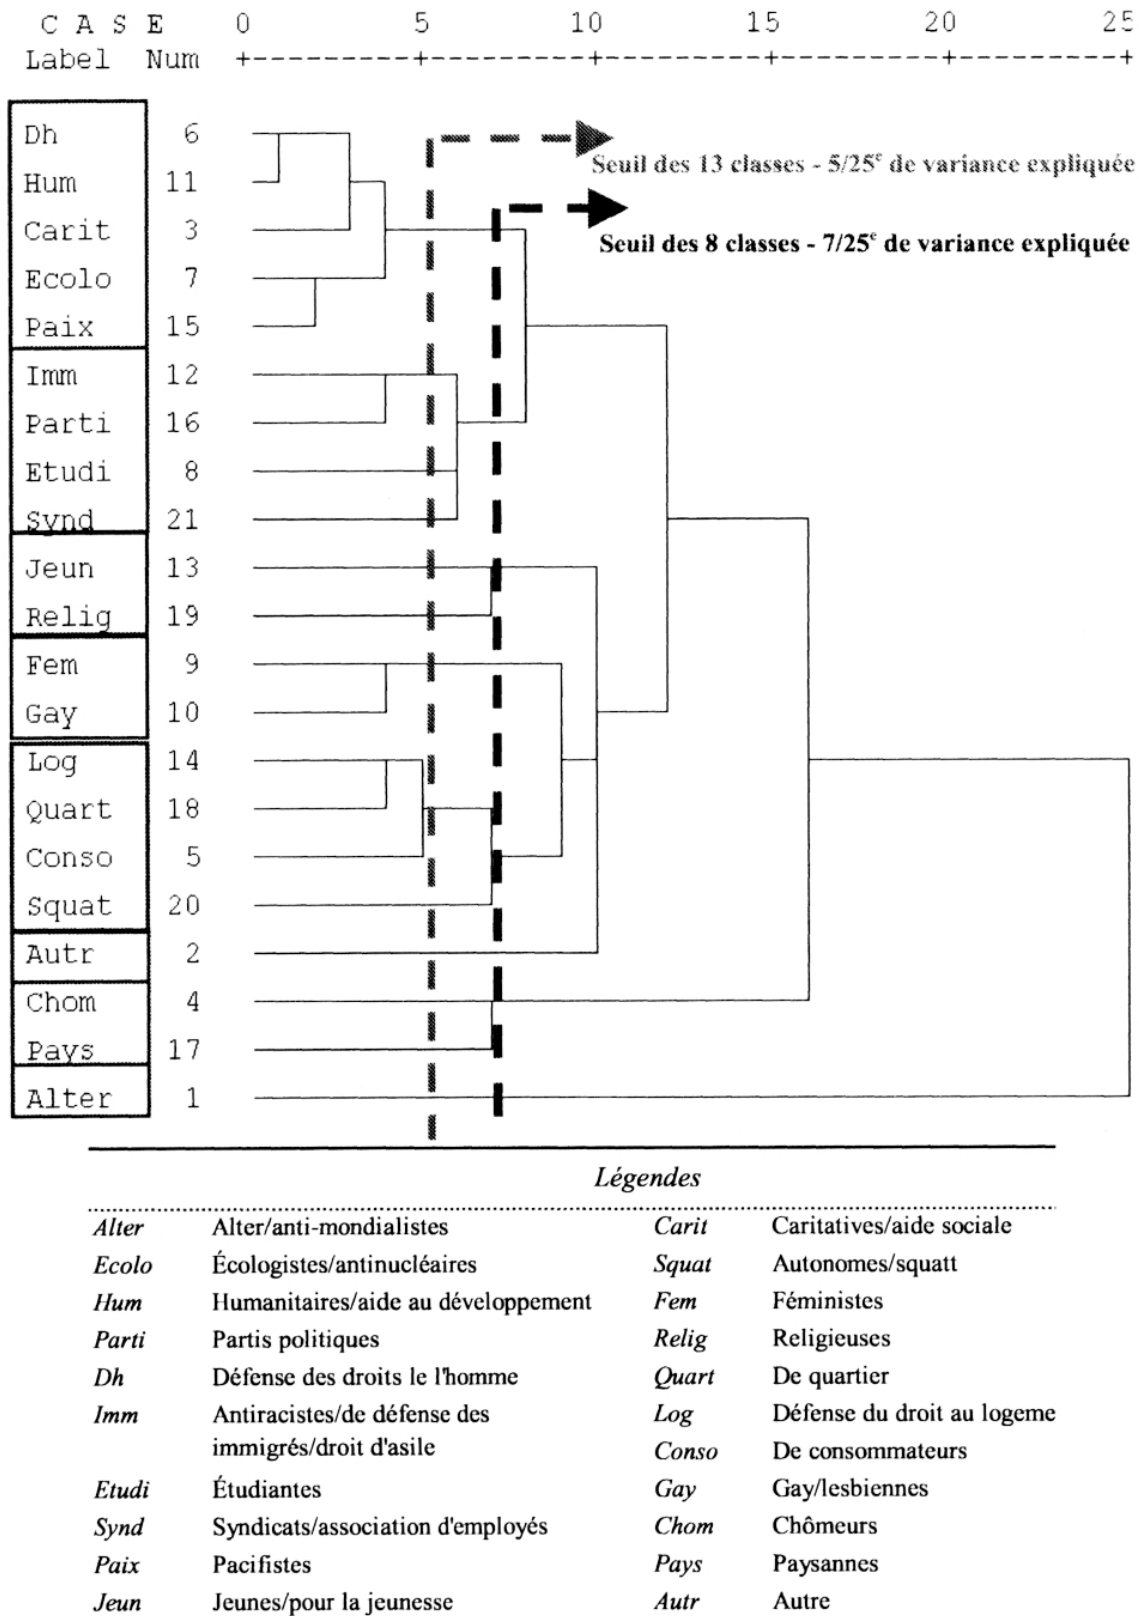 C A S E 0 5 10 15 20 25
Label Num +---------+---------+---------+---------+---------+
Dh 6
Seuil des 13 classes - 5/25e de variance expliquée
Hum 11
Carit 3
Seuil des 8 classes - 7/25e de variance expliquée
Ecolo 7
Paix 15
Imm 12
Parti 16
Etudi 8
Synd 21
Jeun 13
Relig 19
Fem 9
Gay 10
Log 14
Quart 18
Conso 5
Squat 20
Autr 2
Chom 4
Pays 17
Alter 1
Légendes
Alter Alter/anti-mondialistes Carit Caritatives/aide sociale
Ecolo Écologistes/antinucléaires Squat Autonomes/squatt
Hum Humanitaires/aide au développement Fem Féministes
Parti Partis politiques Relig Religieuses
Dh Défense des droits le l'homme Quart De quartier
Imm Antiracistes/de défense des Log Défense du droit au logeme
immigrés/droit d'asile Conso De consommateurs
Etudi Étudiantes Gay Gay/lesbiennes
Synd Syndicats/association d'employés Chom Chômeurs
Paix Pacifistes Pays Paysannes
Jeun Jeunes/pour la jeunesse Autr Autre